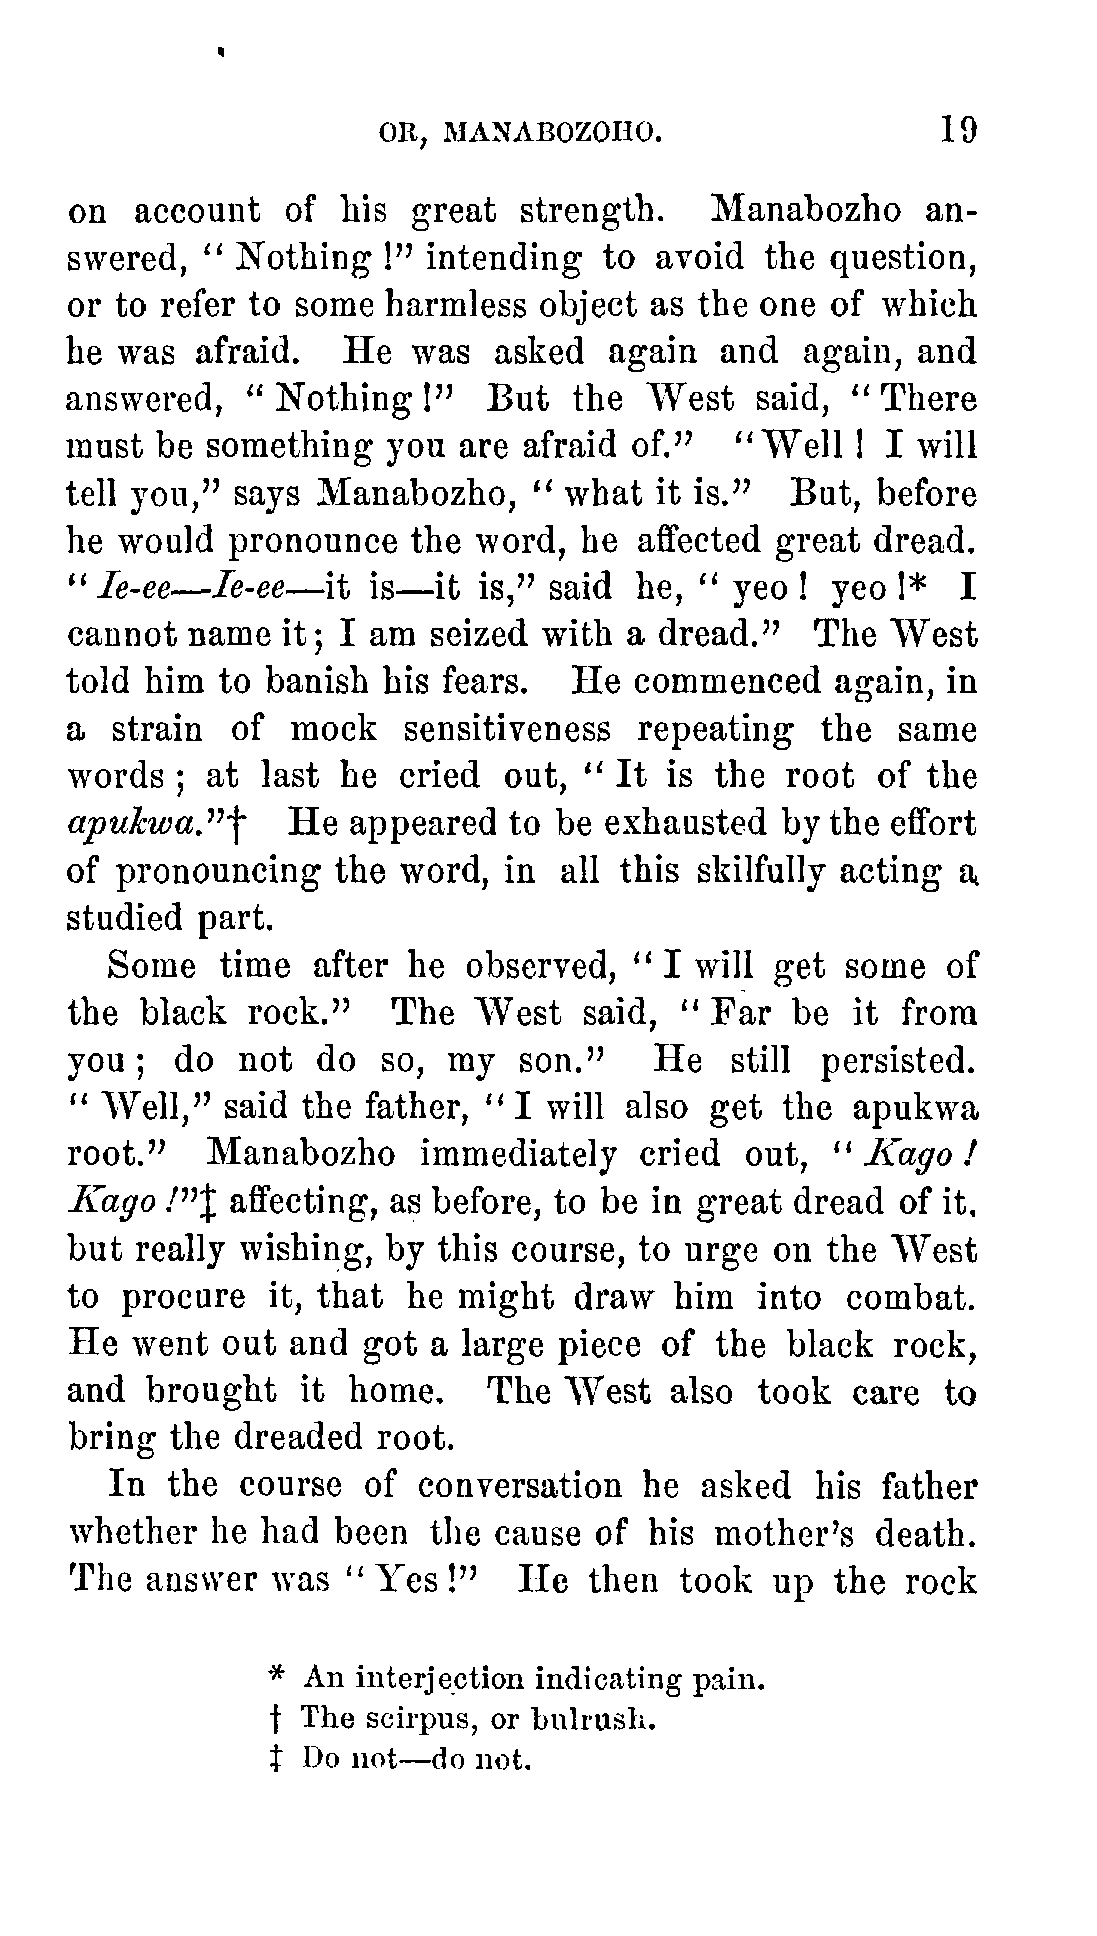 OR, MANABOZOHO. 19
on account of his great strength. Manabozho an-
swered, “ Nothing !” intending to avoid the question,
or to refer to some harmless object as the one of which
he was afraid. He was asked again and again, and
answered, “ Nothing !” But the West said, “ There
must be something you are afraid of.” “ Well ! I will
tell you,” says Manabozho, “ what it is.” But, before
he would pronounce the word, he affected great dread.
“ Ie-ee—Ie-ee—it is—it is,” said he, “ yeo ! yeo !* I
cannot name it ; I am seized with a dread.” The West
told him to banish his fears. He commenced again, in
a strain of mock sensitiveness repeating the same
words ; at last he cried out, “ It is the root of the
apukwa.”† He appeared to be exhausted by the effort
of pronouncing the word, in all this skilfully acting a
studied part.
Some time after he observed, “ I will get some of
the black rock.” The West said, “ Far be it from
you ; do not do so, my son.” He still persisted.
“ Well,” said the father, “ I will also get the apukwa
root.” Manabozho immediately cried out, “ Kago !
Kago !”‡ affecting, as before, to be in great dread of it,
but really wishing, by this course, to urge on the West
to procure it, that he might draw him into combat.
He went out and got a large piece of the black rock,
and brought it home. The West also took care to
bring the dreaded root.
In the course of conversation he asked his father
whether he had been the cause of his mother’s death.
The answer was “ Yes !” He then took up the rock
* An interjection indicating pain.
† The scirpus, or bulrush.
‡ Do not—do not.